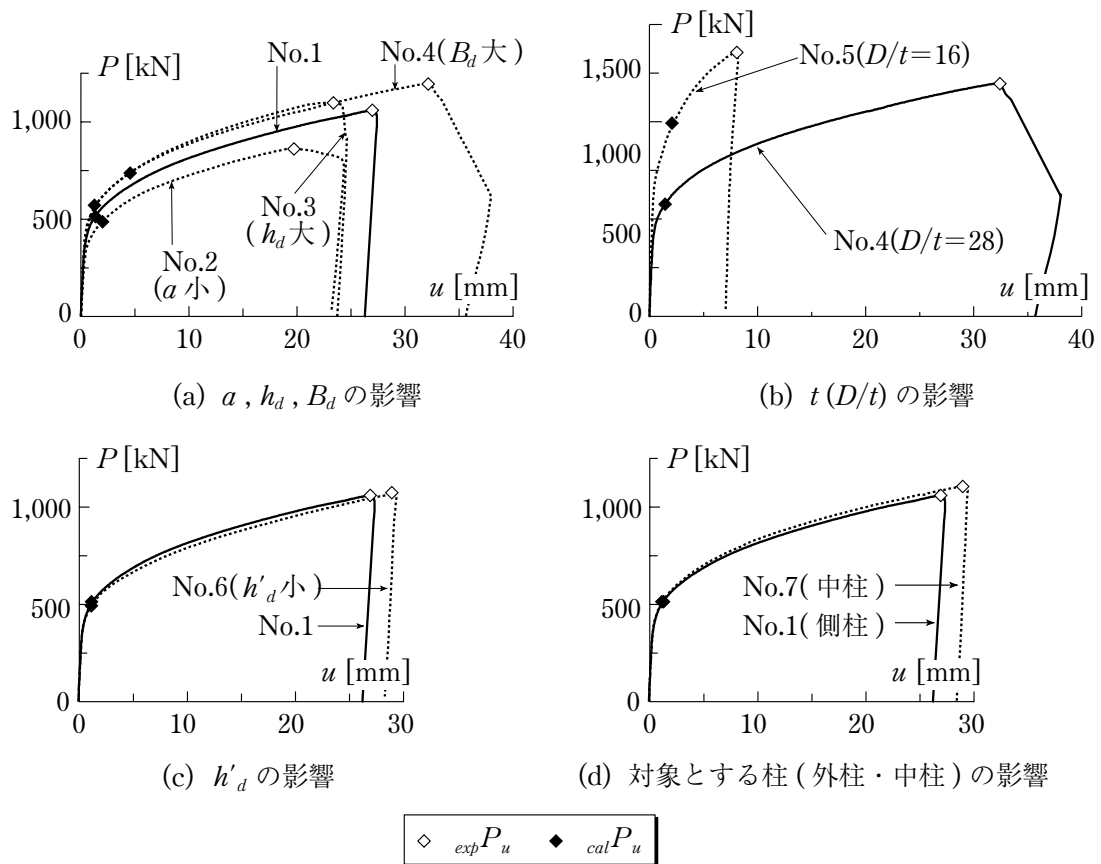 P [kN]
No.1
No.4(B_d 大)
1,000
500
0
No.3
(h_d 大)
No.2
(a 小)
u [mm]
0 10 20 30 40
(a) a , h_d , B_d の影響
P [kN]
1,500
1,000
500
0
No.5(D/t=16)
No.4(D/t=28)
u [mm]
0 10 20 30 40
(b) t (D/t) の影響
P [kN]
1,000
500
0
No.6(h'_d 小)
No.1
u [mm]
0 10 20 30
(c) h'_d の影響
P [kN]
1,000
500
0
No.7(中柱)
No.1(側柱)
u [mm]
0 10 20 30
(d) 対象とする柱(外柱・中柱)の影響
◇ exp P_u ◆ cal P_u